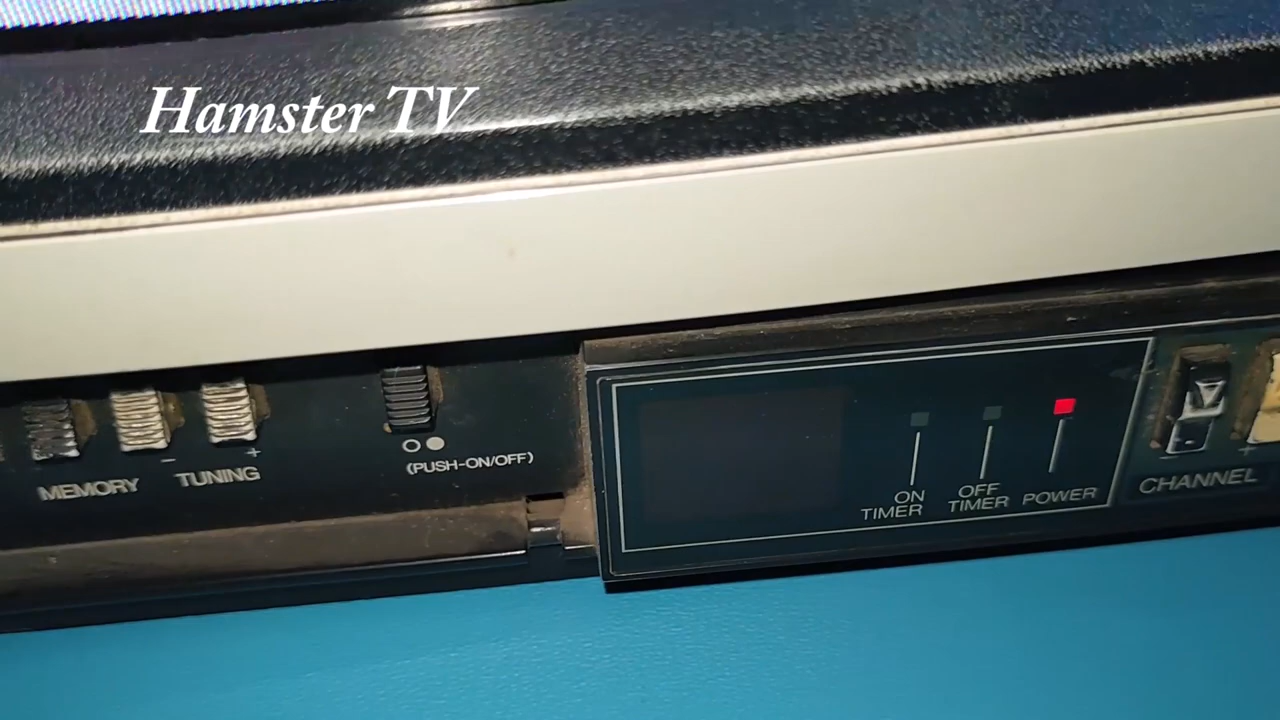 Hamster TV
MEMORY
- +
TUNING
(PUSH-ON/OFF)
ON
TIMER
OFF
TIMER
POWER
- +
CHANNEL